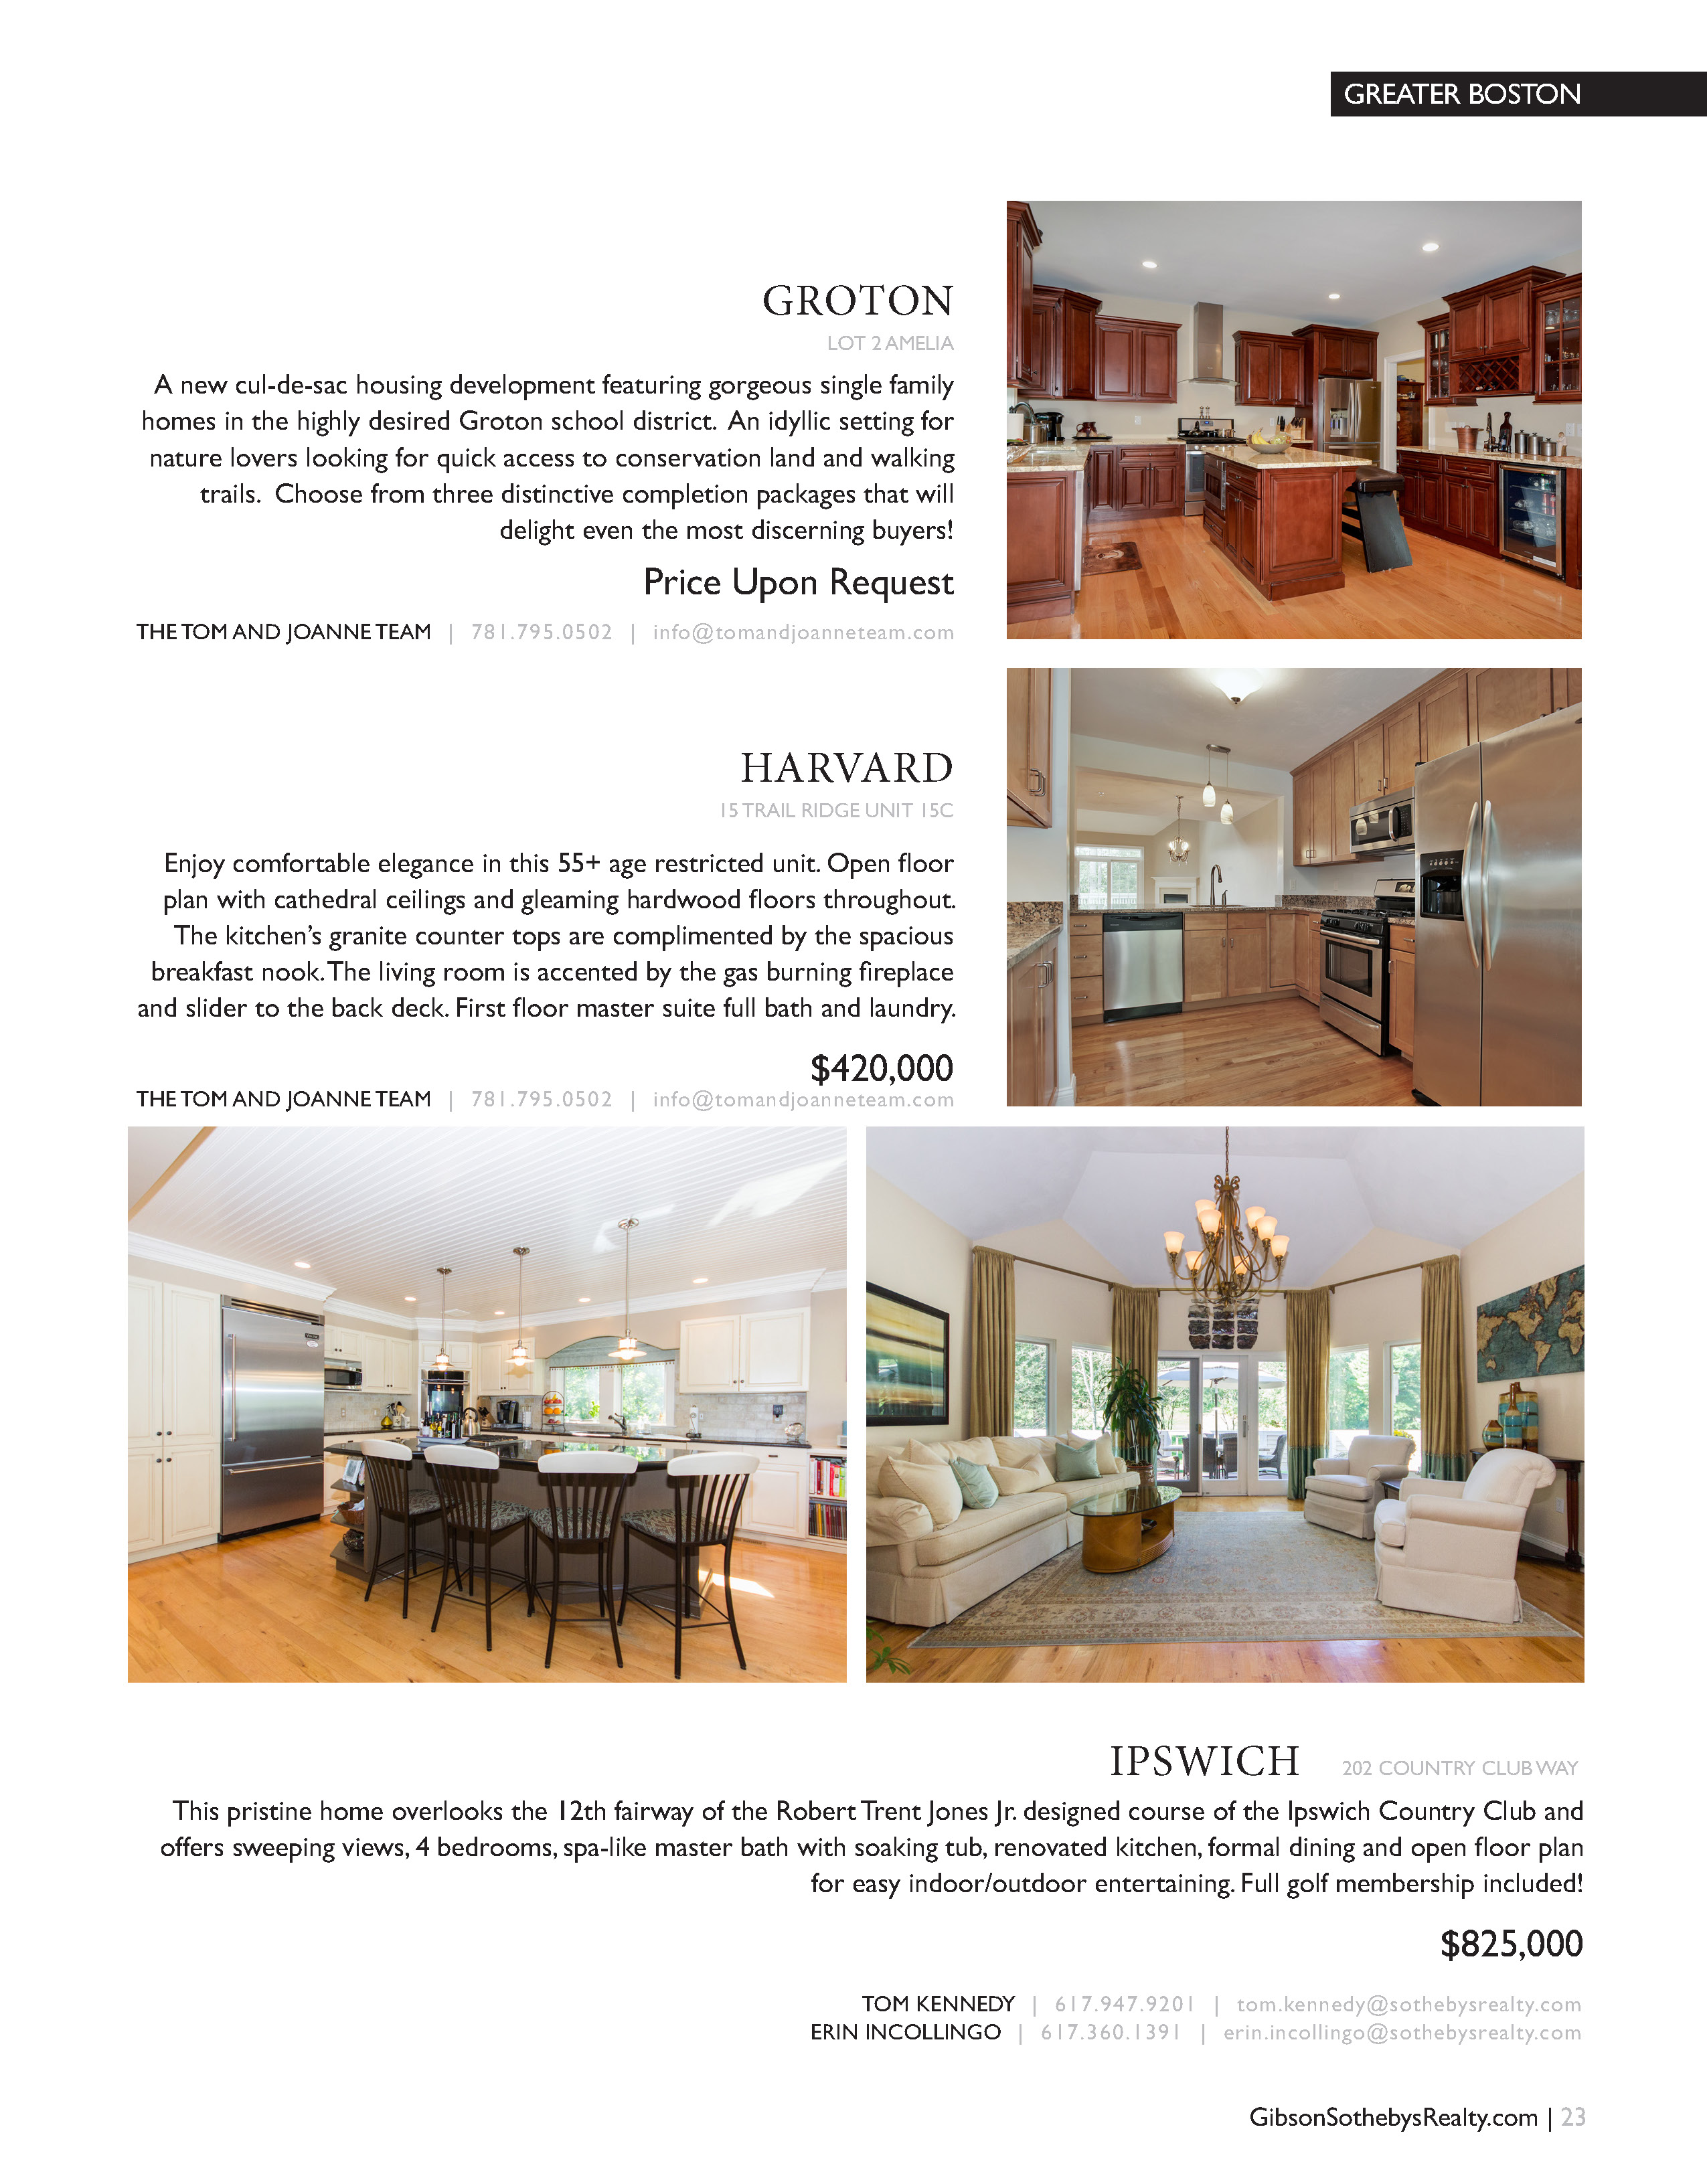 GREATER BOSTON
GROTON
LOT 2 AMELIA
A new cul-de-sac housing development featuring gorgeous single family
homes in the highly desired Groton school district.  An idyllic setting for
nature lovers looking for quick access to conservation land and walking
trails.  Choose from three distinctive completion packages that will
delight even the most discerning buyers!
Price Upon Request
THE TOM AND JOANNE TEAM | 781.795.0502 | info@tomandjoanneteam.com
HARVARD
15 TRAIL RIDGE UNIT 15C
Enjoy comfortable elegance in this 55+ age restricted unit. Open floor
plan with cathedral ceilings and gleaming hardwood floors throughout.
The kitchen’s granite counter tops are complimented by the spacious
breakfast nook. The living room is accented by the gas burning fireplace
and slider to the back deck. First floor master suite full bath and laundry.
$420,000
THE TOM AND JOANNE TEAM | 781.795.0502 | info@tomandjoanneteam.com
IPSWICH 202 COUNTRY CLUB WAY
This pristine home overlooks the 12th fairway of the Robert Trent Jones Jr. designed course of the Ipswich Country Club and
offers sweeping views, 4 bedrooms, spa-like master bath with soaking tub, renovated kitchen, formal dining and open floor plan
for easy indoor/outdoor entertaining. Full golf membership included!
$825,000
TOM KENNEDY | 617.947.9201 | tom.kennedy@sothebysrealty.com
ERIN INCOLLINGO | 617.360.1391 | erin.incollingo@sothebysrealty.com
GibsonSothebysRealty.com | 23